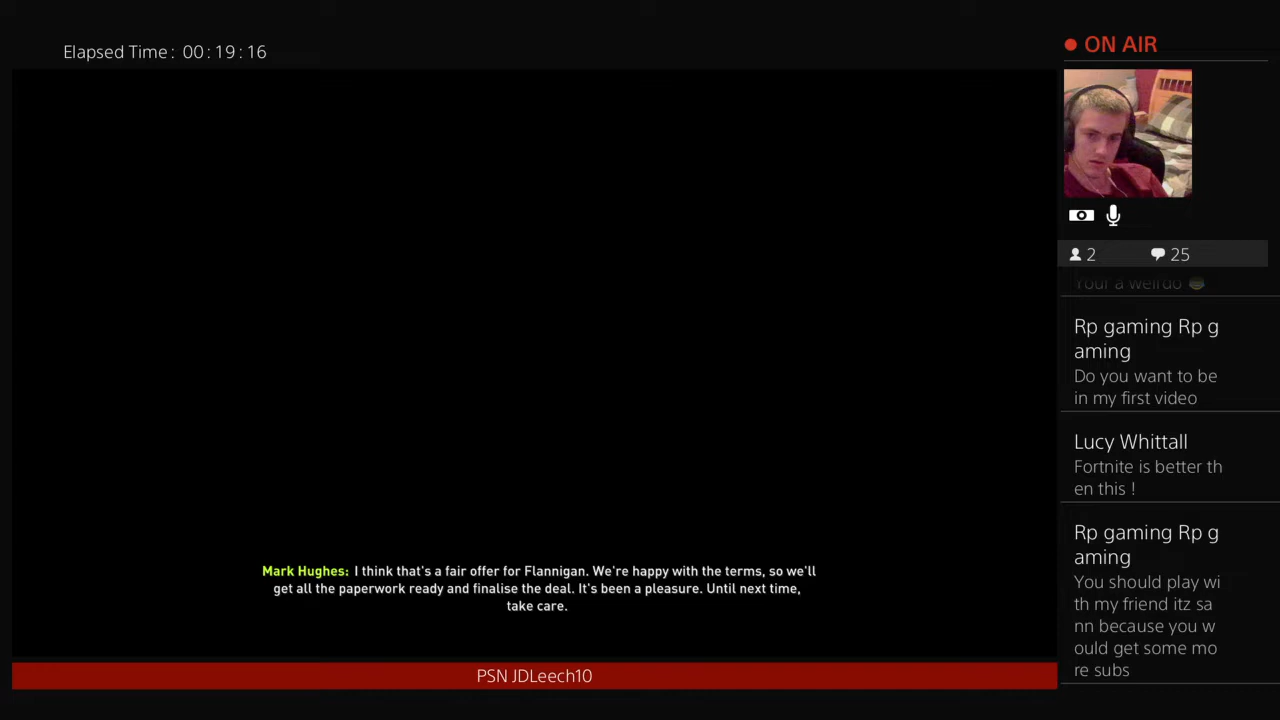 Elapsed Time: 00:19:16
ON AIR
2 25
Your a weirdo
Rp gaming Rp g
aming
Do you want to be
in my first video
Lucy Whittall
Fortnite is better th
en this !
Rp gaming Rp g
aming
You should play wi
th my friend itz sa
nn because you w
ould get some mo
re subs
Mark Hughes: I think that's a fair offer for Flannigan. We're happy with the terms, so we'll
get all the paperwork ready and finalise the deal. It's been a pleasure. Until next time,
take care.
PSN JDLeech10